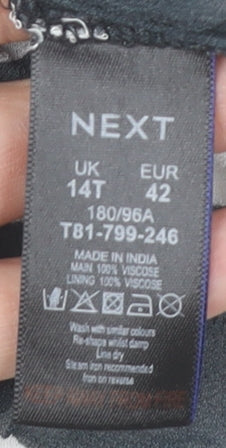 NEXT
UK EUR
14T 42
180/96A
T81-799-246
MADE IN INDIA
MAIN 100% VISCOSE
LINING 100% VISCOSE
Wash with similar colours
Re-shape whilst damp
Line dry
Steam iron recommended
from on reverse